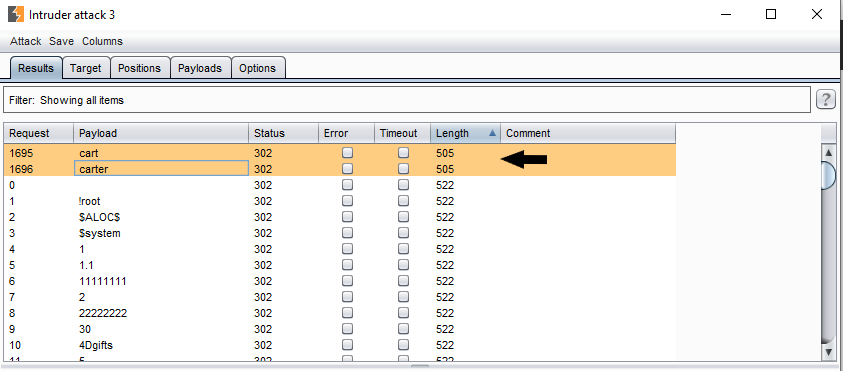 Intruder attack 3
Attack Save Columns
Results Target Positions Payloads Options
Filter: Showing all items ?
Request Payload Status Error Timeout Length Comment
1695 cart 302 505
1696 carter 302 505
0 302 522
1 !root 302 522
2 $ALOC$ 302 522
3 $system 302 522
4 1 302 522
5 1.1 302 522
6 11111111 302 522
7 2 302 522
8 22222222 302 522
9 30 302 522
10 4Dgifts 302 522
11 5 302 522